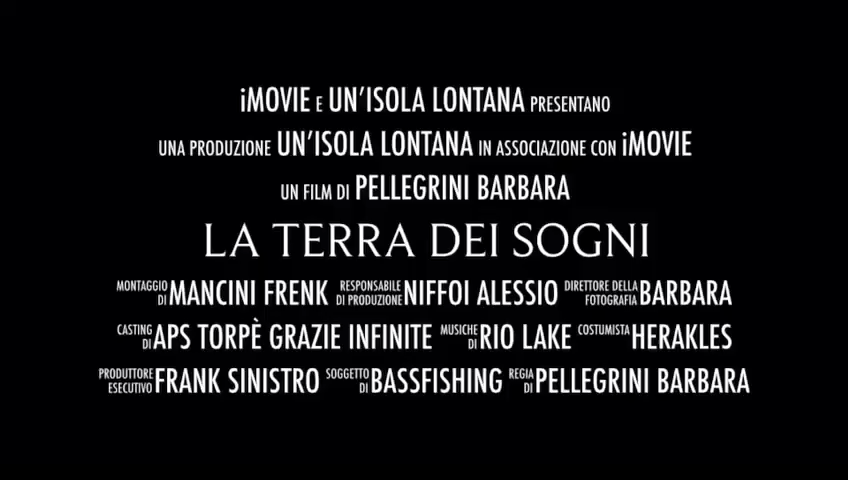 iMOVIE E UN'ISOLA LONTANA PRESENTANO
UNA PRODUZIONE UN'ISOLA LONTANA IN ASSOCIAZIONE CON iMOVIE
UN FILM DI PELLEGRINI BARBARA
LA TERRA DEI SOGNI
MONTAGGIO DI MANCINI FRENK RESPONSABILE DI PRODUZIONE NIFFOI ALESSIO DIRETTORE DELLA FOTOGRAFIA BARBARA
CASTING DI APS TORPÈ GRAZIE INFINITE MUSICHE DI RIO LAKE COSTUMISTA HERAKLES
PRODUTTORE ESECUTIVO FRANK SINISTRO SOGGETTO DI BASSFISHING REGIA DI PELLEGRINI BARBARA